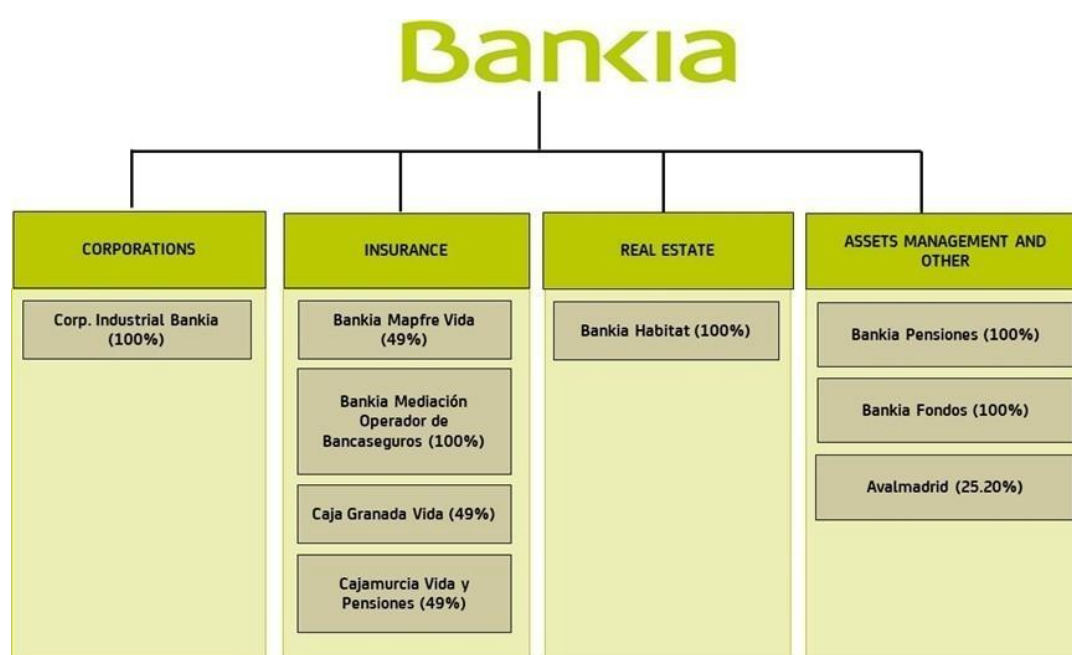 Bankia
CORPORATIONS
Corp. Industrial Bankia
(100%)
INSURANCE
Bankia Mapfre Vida
(49%)
Bankia Mediación
Operador de
Bancaseguros (100%)
Caja Granada Vida (49%)
Cajamurcia Vida y
Pensiones (49%)
REAL ESTATE
Bankia Habitat (100%)
ASSETS MANAGEMENT AND
OTHER
Bankia Pensiones (100%)
Bankia Fondos (100%)
Avalmadrid (25.20%)